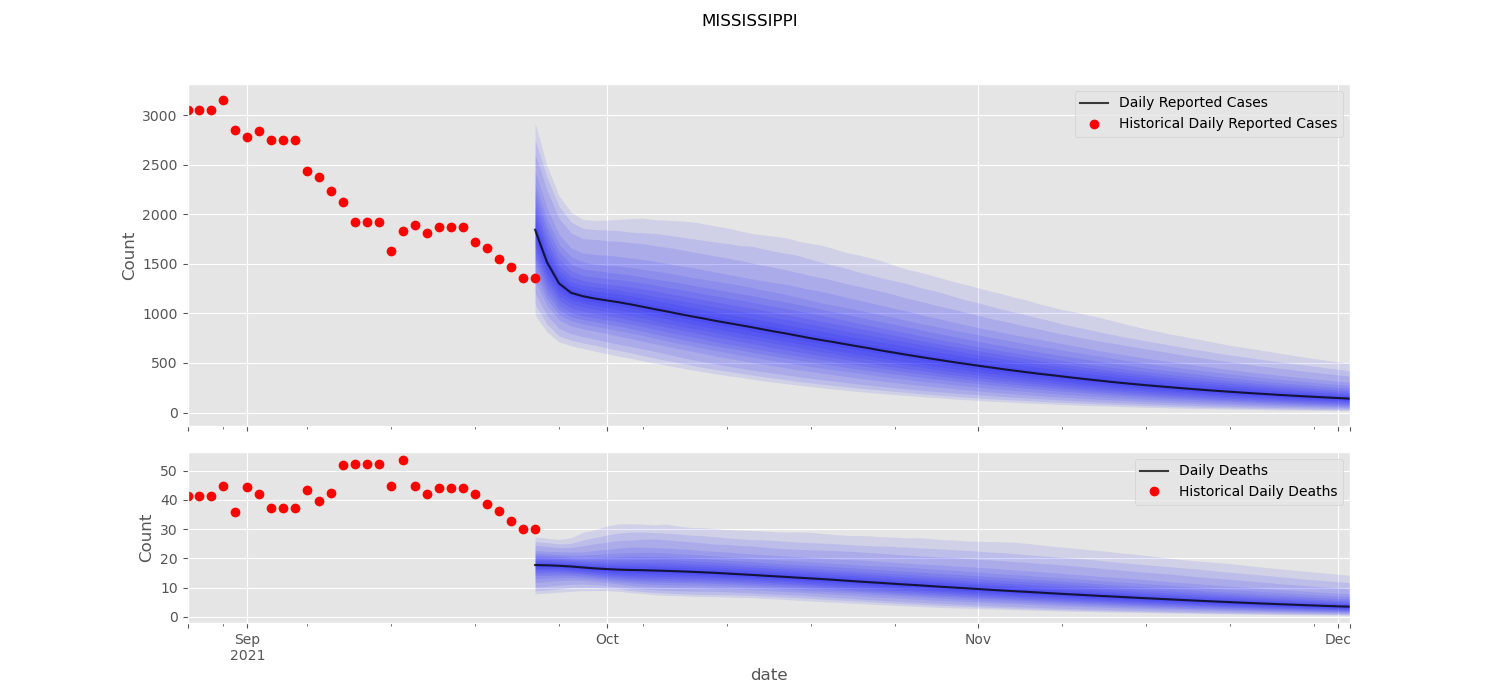 MISSISSIPPI
3000
2500
2000
1500
1000
500
0
Count
Daily Reported Cases
Historical Daily Reported Cases
50
40
30
20
10
0
Count
Daily Deaths
Historical Daily Deaths
Sep
2021
Oct
Nov
Dec
date